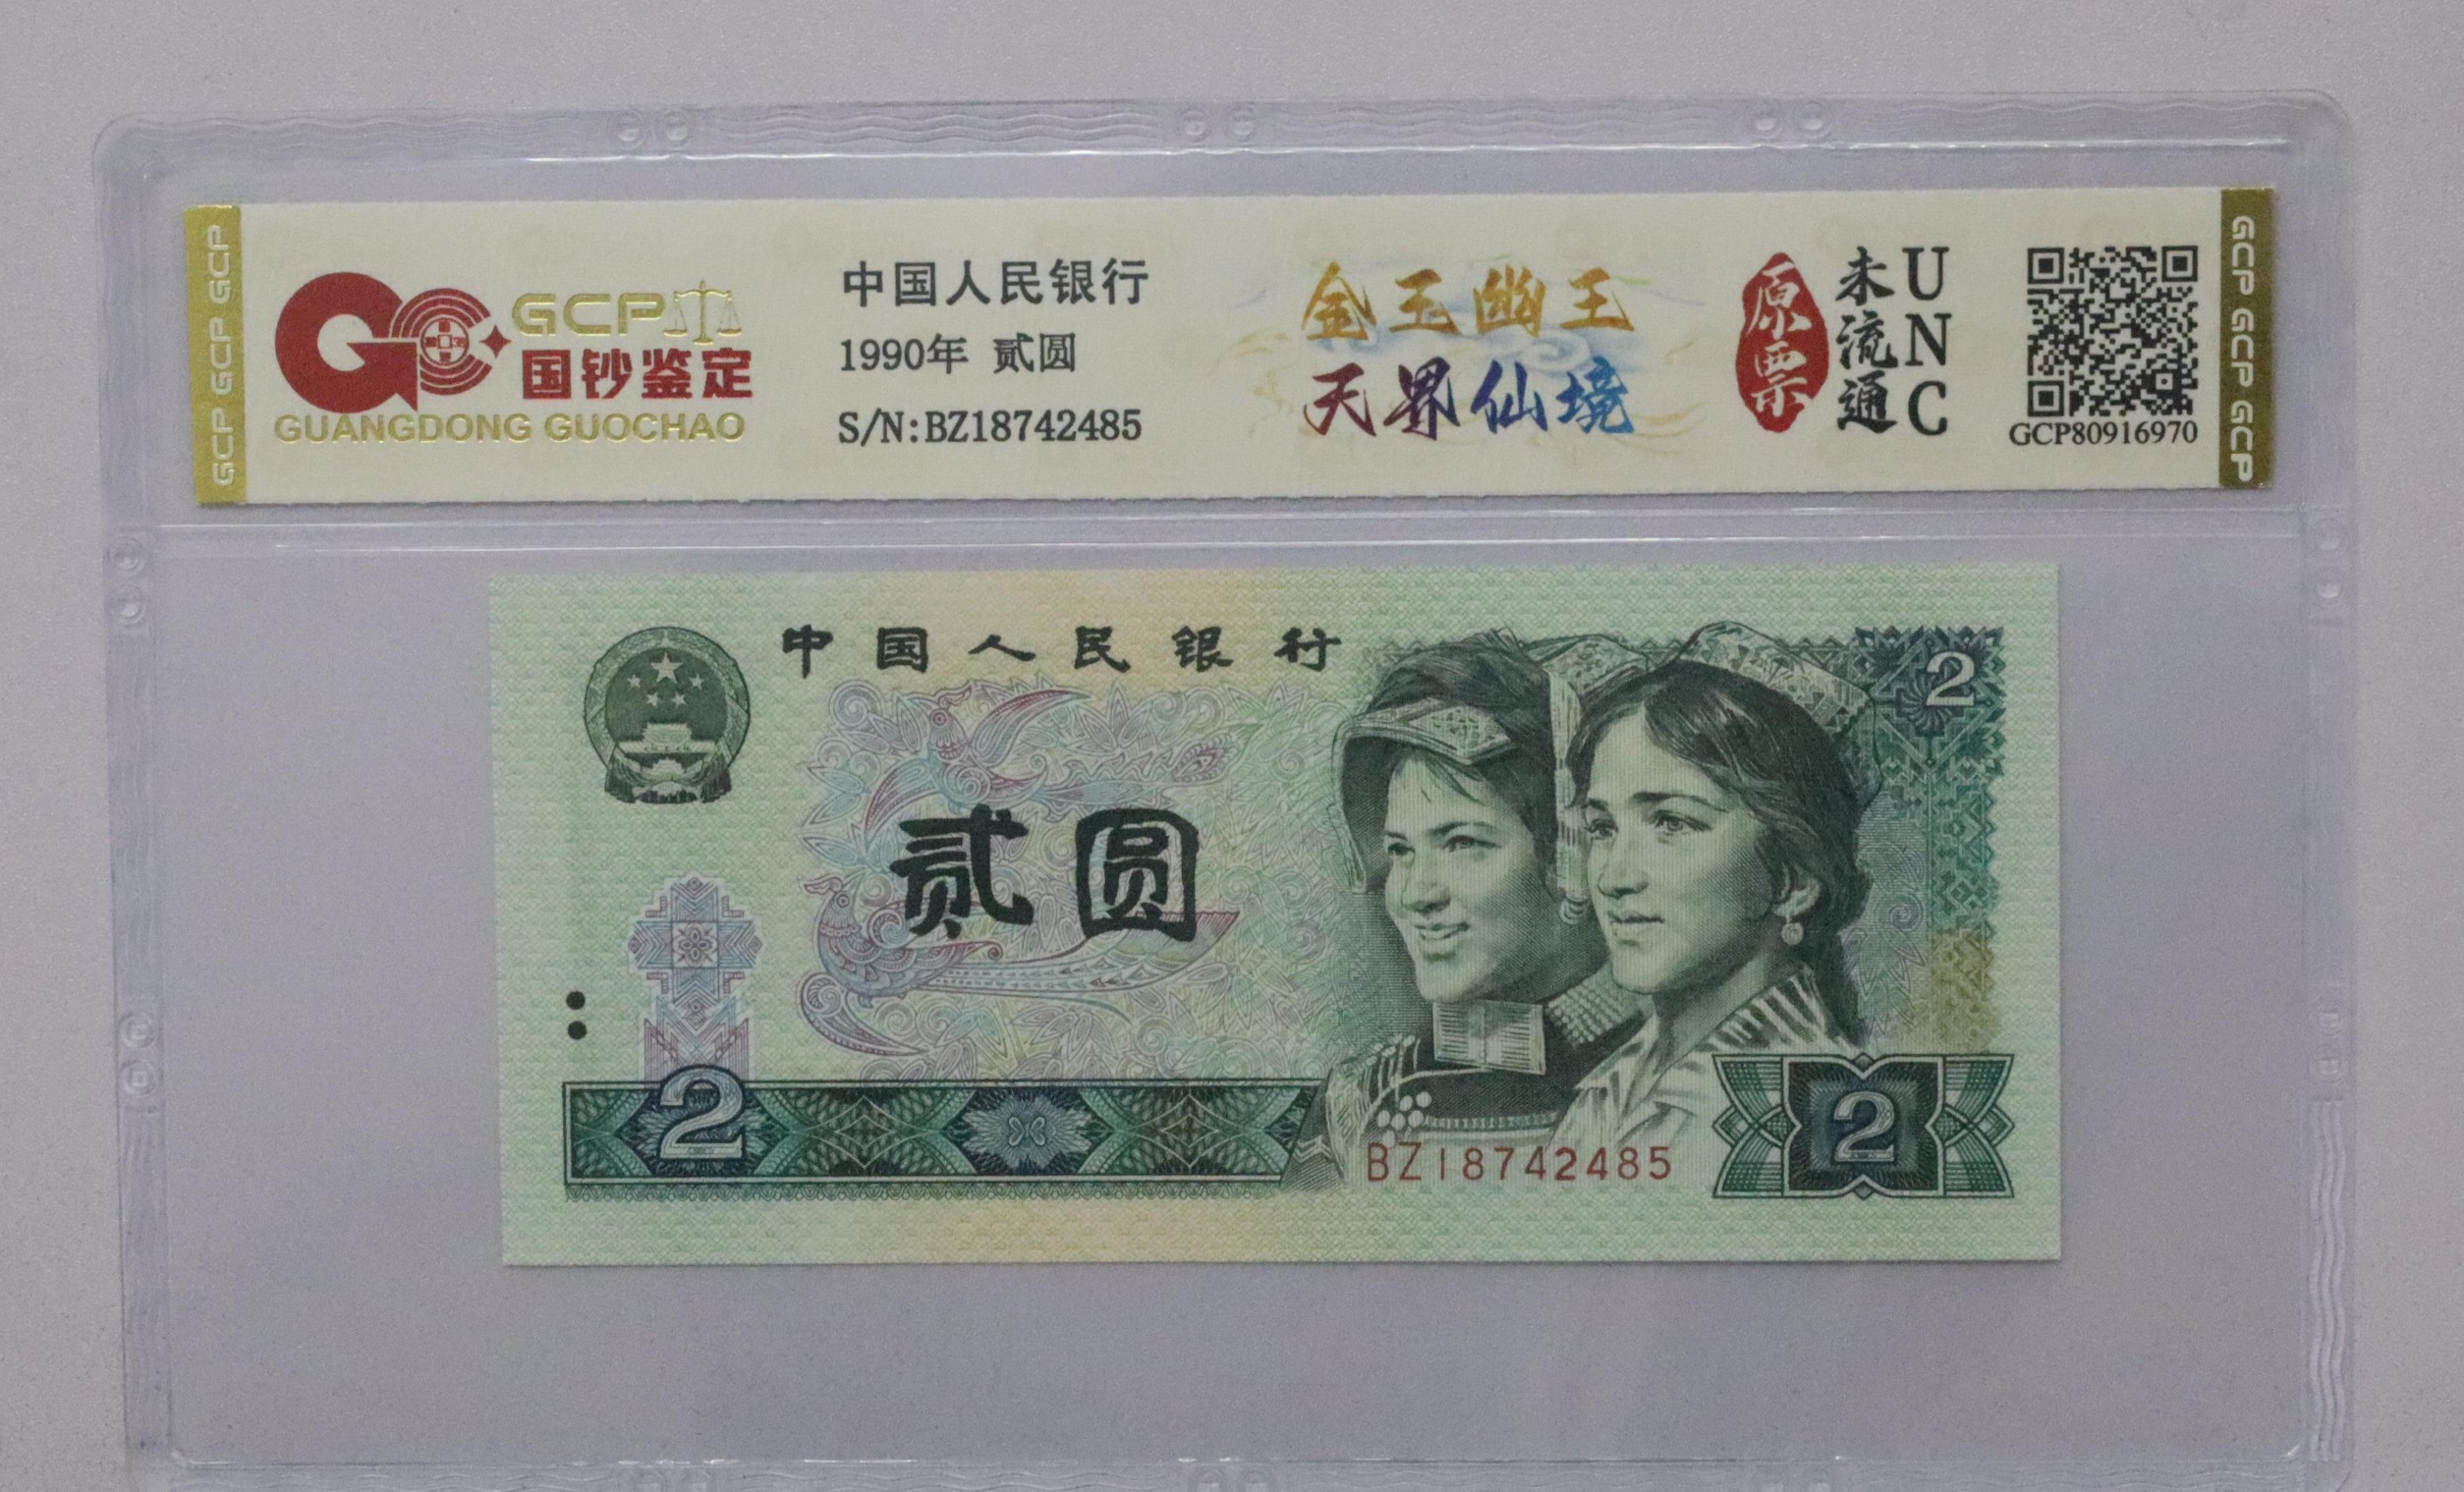 GCP GCP GCP
GCP
国钞鉴定
GUANGDONG GUOCHAO
中国人民银行
1990年 贰圆
S/N:BZ18742485
金玉幽王
天界仙境
原票
未流通
UNC
GCP80916970
GCP GCP GCP
中国人民银行
2
贰圆
2
BZ18742485
2